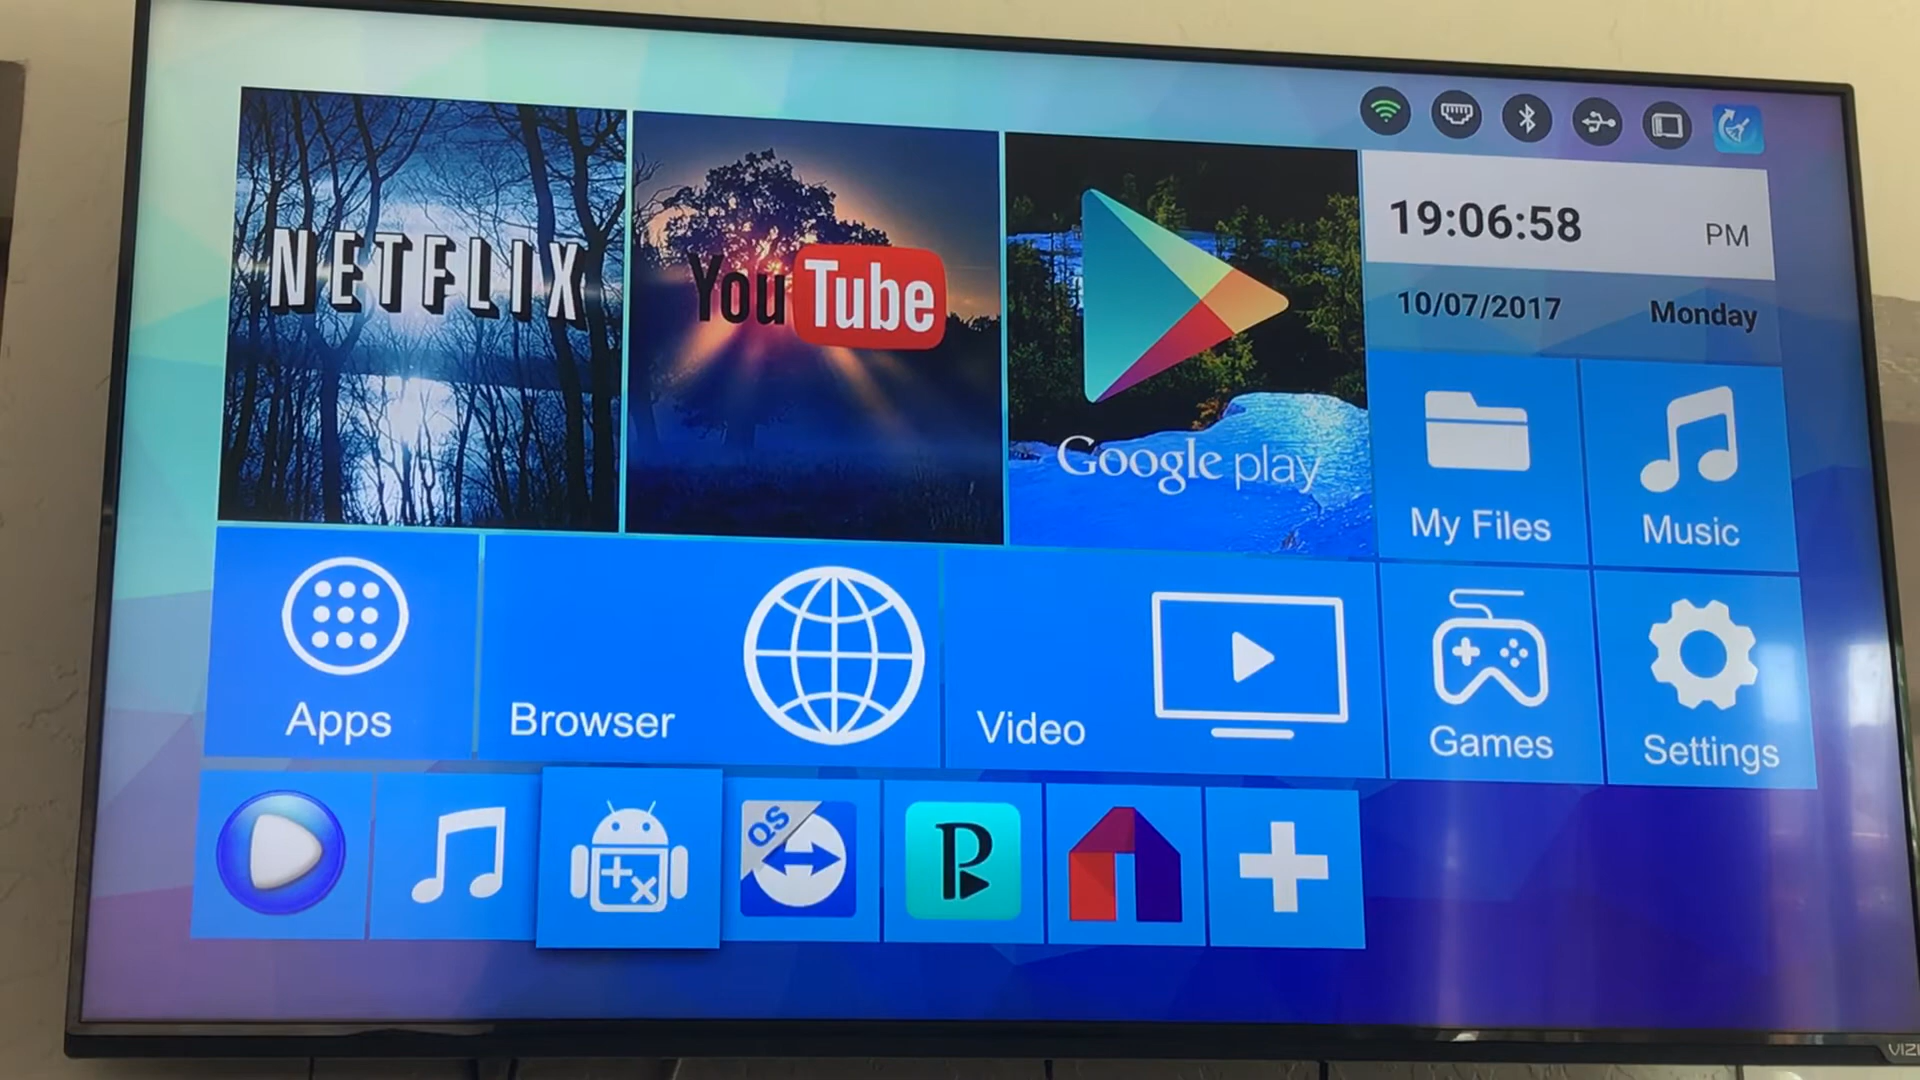 NETFLIX
YouTube
Google play
19:06:58 PM
10/07/2017 Monday
My Files
Music
Apps
Browser
Video
Games
Settings
QS